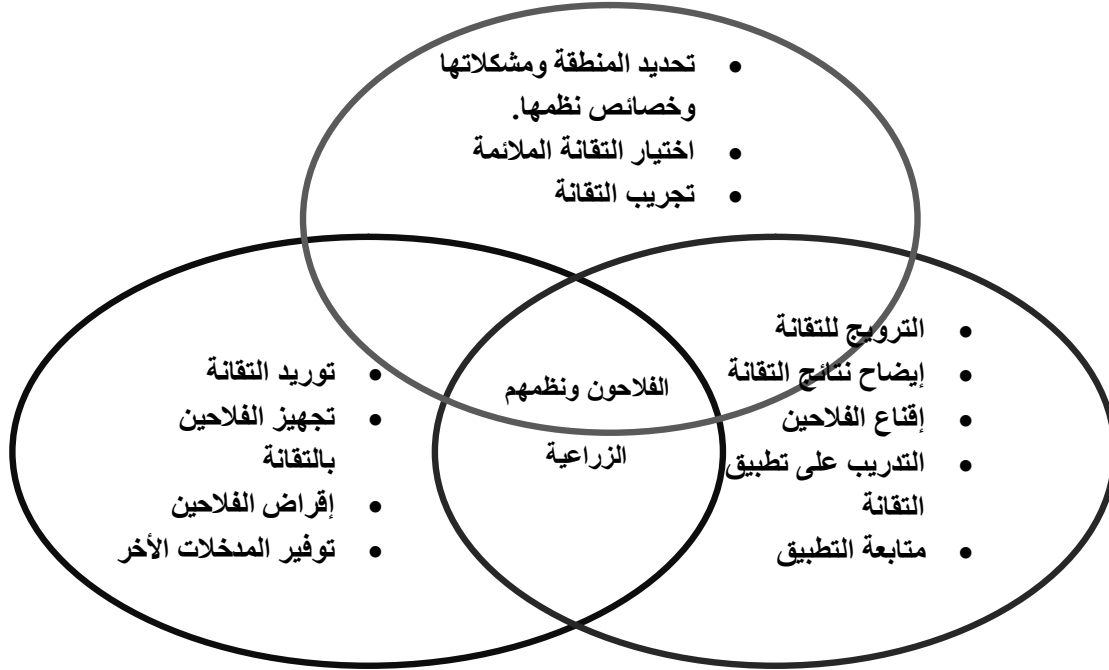 • تحديد المنطقة ومشكلاتها
وخصائص نظمها.
• اختيار التقانة الملائمة
• تجريب التقانة
• الترويج للتقانة
• إيضاح نتائج التقانة
• إقناع الفلاحين
• التدريب على تطبيق
التقانة
• متابعة التطبيق
الفلاحون ونظمهم
الزراعية
• توريد التقانة
• تجهيز الفلاحين
بالتقانة
• إقراض الفلاحين
• توفير المدخلات الأخر